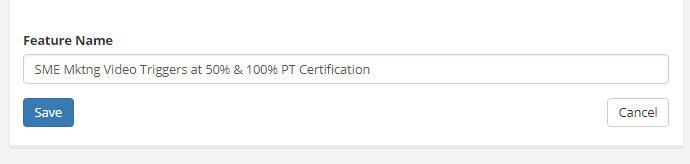 Feature Name
SME Mktng Video Triggers at 50% & 100% PT Certification
Save Cancel